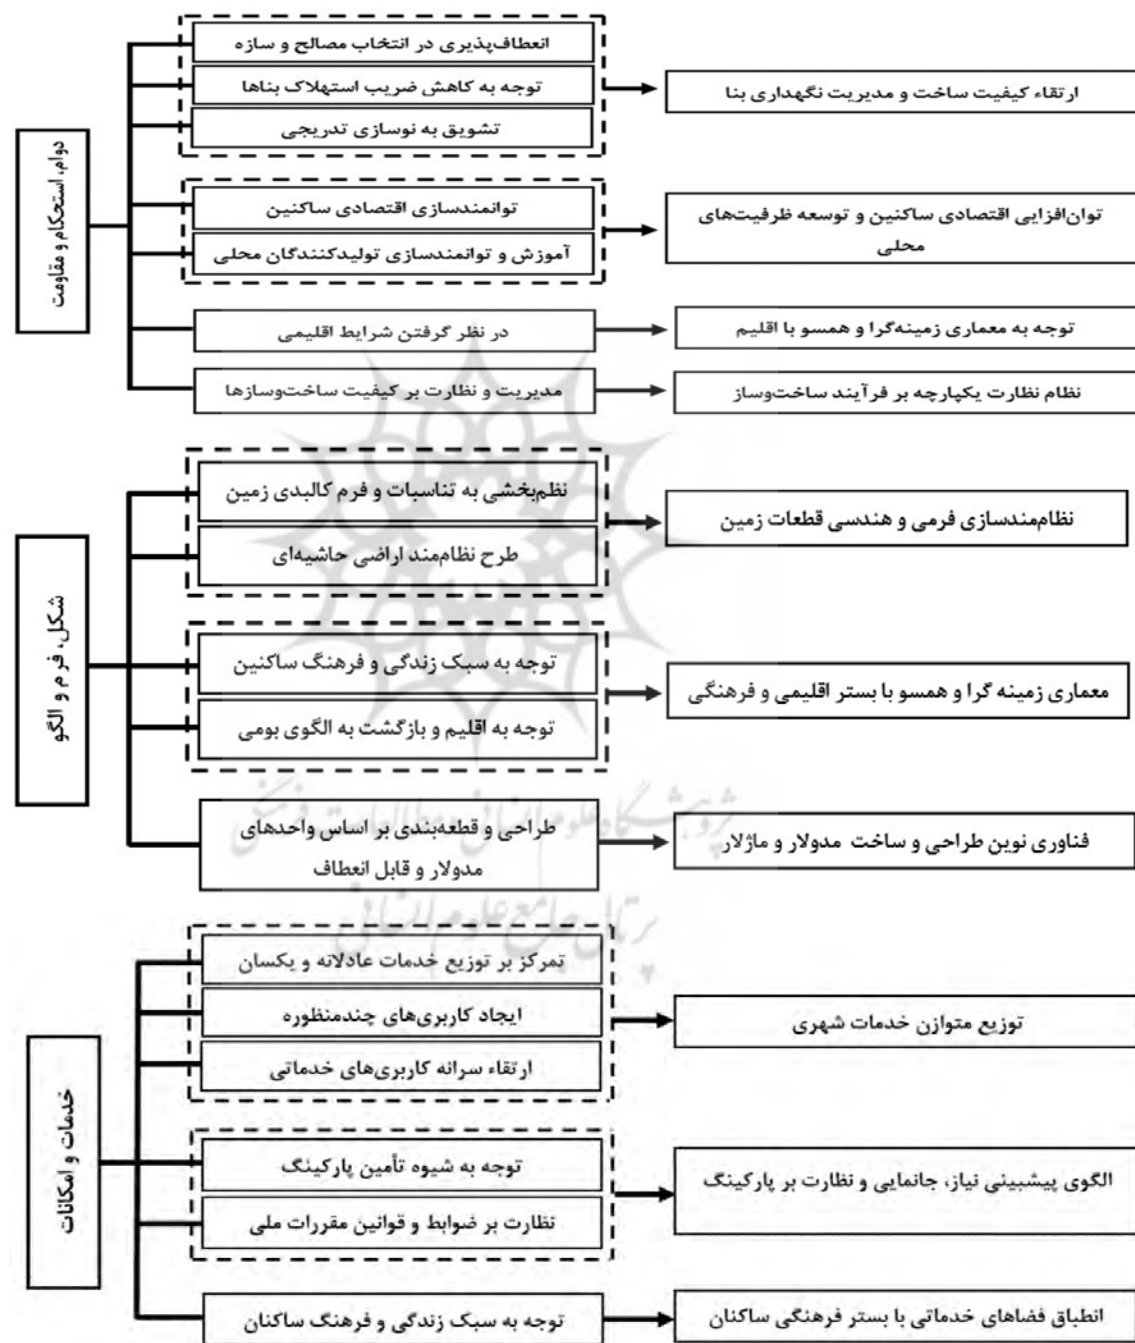 دوام، استحکام و مقاومت
انعطاف‌پذیری در انتخاب مصالح و سازه
توجه به کاهش ضریب استهلاک بناها
تشویق به نوسازی تدریجی
ارتقاء کیفیت ساخت و مدیریت نگهداری بنا
توانمندسازی اقتصادی ساکنین
آموزش و توانمندسازی تولیدکنندگان محلی
توان‌افزایی اقتصادی ساکنین و توسعه ظرفیت‌های
محلی
در نظر گرفتن شرایط اقلیمی
توجه به معماری زمینه‌گرا و همسو با اقلیم
مدیریت و نظارت بر کیفیت ساخت‌وسازها
نظام نظارت یکپارچه بر فرآیند ساخت‌وساز
شکل، فرم و الگو
نظم‌بخشی به تناسبات و فرم کالبدی زمین
طرح نظام‌مند اراضی حاشیه‌ای
نظام‌مندسازی فرمی و هندسی قطعات زمین
توجه به سبک زندگی و فرهنگ ساکنین
توجه به اقلیم و بازگشت به الگوی بومی
معماری زمینه گرا و همسو با بستر اقلیمی و فرهنگی
طراحی و قطعه‌بندی بر اساس واحدهای
مدولار و قابل انعطاف
فناوری نوین طراحی و ساخت مدولار و ماژلار
پژوهشگاه علوم انسانی و مطالعات فرهنگی
پرتال جامع علوم انسانی
خدمات و امکانات
تمرکز بر توزیع خدمات عادلانه و یکسان
ایجاد کاربری‌های چندمنظوره
ارتقاء سرانه کاربری‌های خدماتی
توزیع متوازن خدمات شهری
توجه به شیوه تأمین پارکینگ
نظارت بر ضوابط و قوانین مقررات ملی
الگوی پیشبینی نیاز، جانمایی و نظارت بر پارکینگ
توجه به سبک زندگی و فرهنگ ساکنان
انطباق فضاهای خدماتی با بستر فرهنگی ساکنان